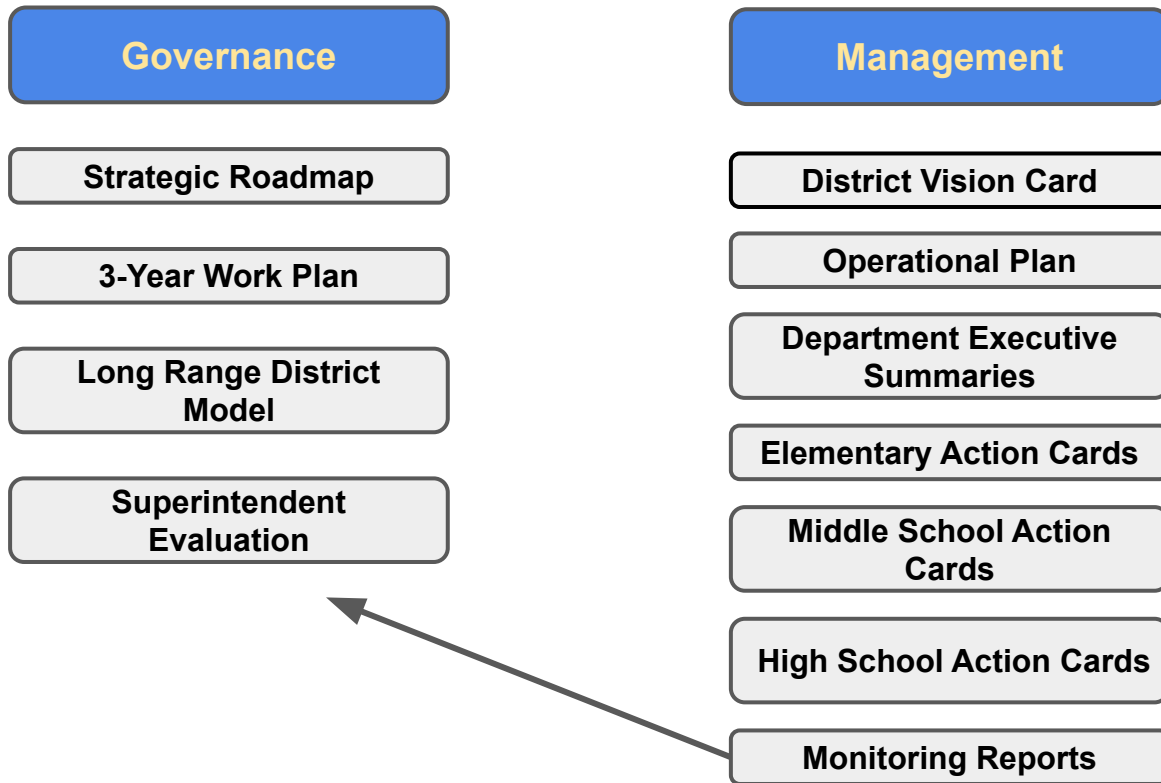 Governance
Strategic Roadmap
3-Year Work Plan
Long Range District
Model
Superintendent
Evaluation
Management
District Vision Card
Operational Plan
Department Executive
Summaries
Elementary Action Cards
Middle School Action
Cards
High School Action Cards
Monitoring Reports